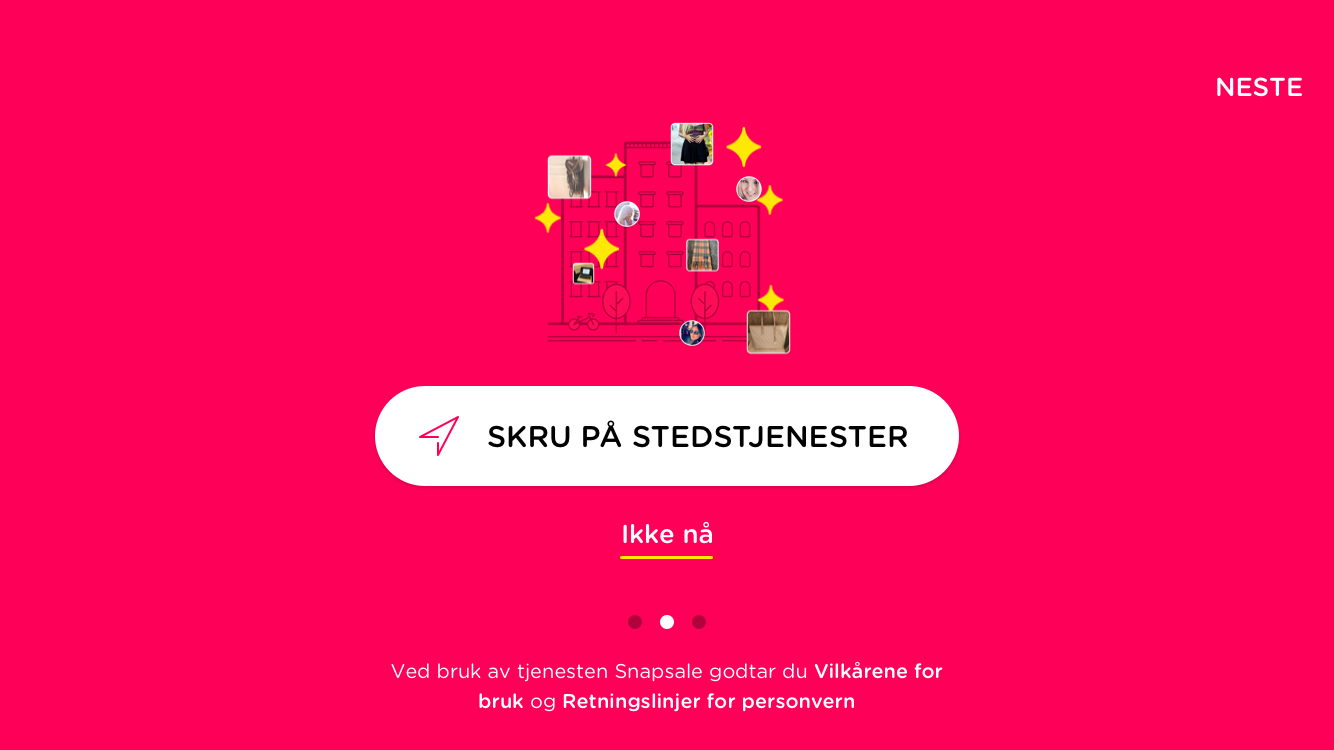 NESTE
SKRU PÅ STEDSTJENESTER
Ikke nå
Ved bruk av tjenesten Snapsale godtar du Vilkårene for
bruk og Retningslinjer for personvern